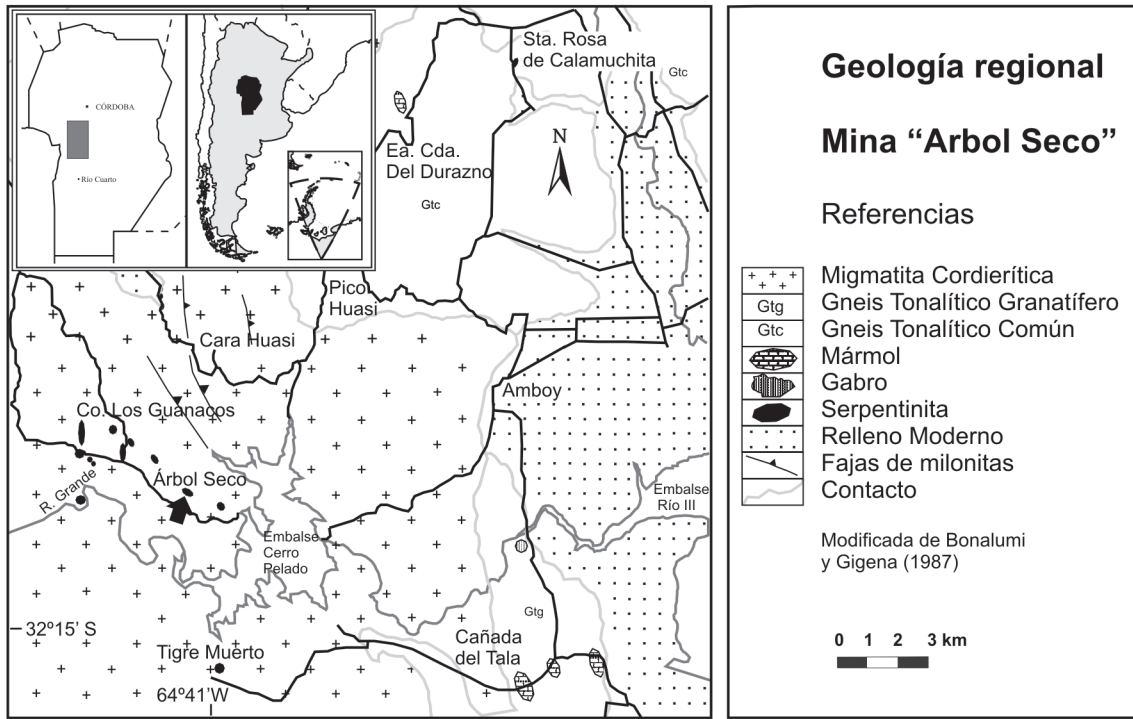 CÓRDOBA
Río Cuarto
Sta. Rosa
de Calamuchita
Gtc
N
Ea. Cda.
Del Durazno
Gtc
Pico
Huasi
Cara Huasi
Amboy
Co. Los Guanacos
Árbol Seco
R. Grande
Embalse
Río III
Embalse
Cerro
Pelado
Gtg
32º15' S
Cañada
del Tala
Tigre Muerto
64º41'W
Geología regional
Mina “Arbol Seco”
Referencias
Migmatita Cordierítica
Gtg Gneis Tonalítico Granatífero
Gtc Gneis Tonalítico Común
Mármol
Gabro
Serpentinita
Relleno Moderno
Fajas de milonitas
Contacto
Modificada de Bonalumi
y Gigena (1987)
0 1 2 3 km